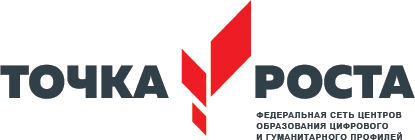 ТОЧКА РОСТА
ФЕДЕРАЛЬНАЯ СЕТЬ ЦЕНТРОВ
ОБРАЗОВАНИЯ ЦИФРОВОГО
И ГУМАНИТАРНОГО ПРОФИЛЕЙ